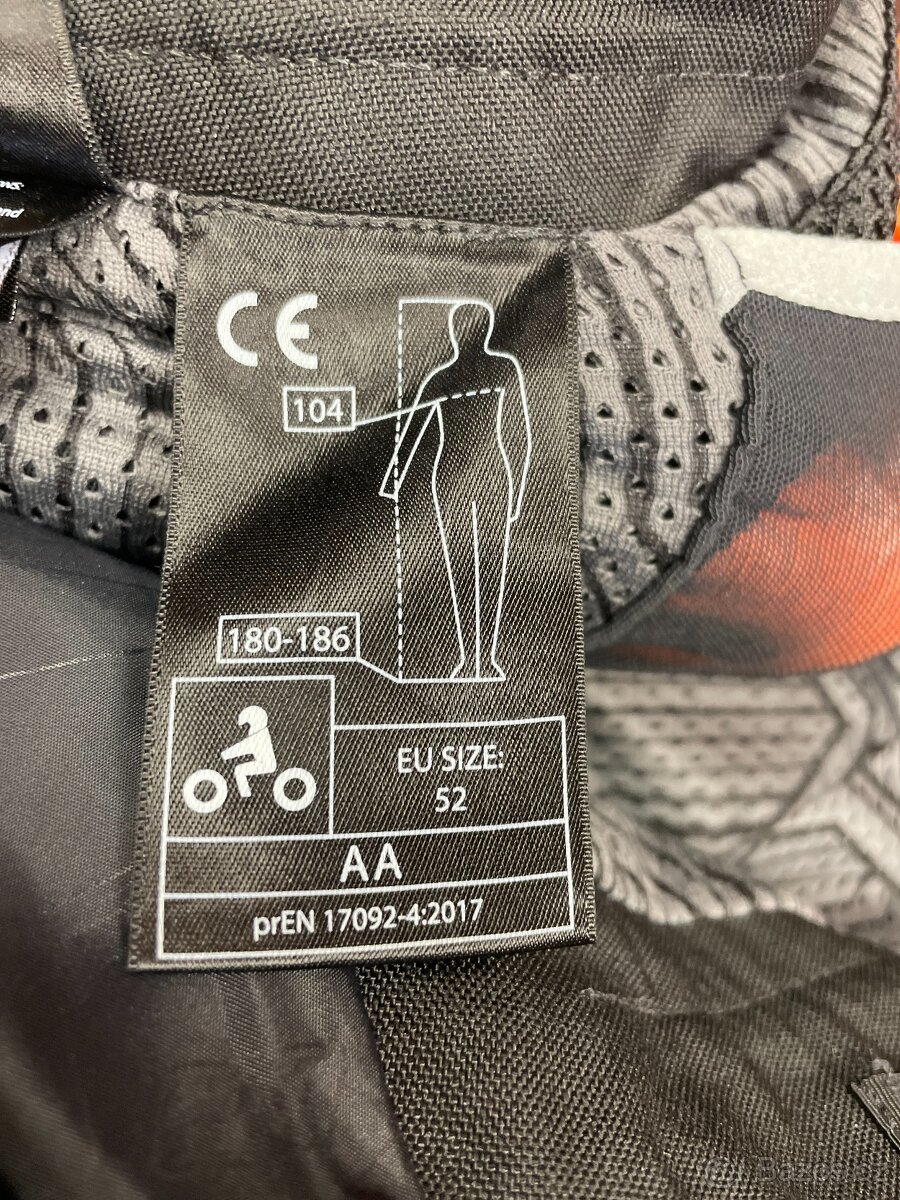 CE
104
180-186
EU SIZE:
52
AA
prEN 17092-4:2017